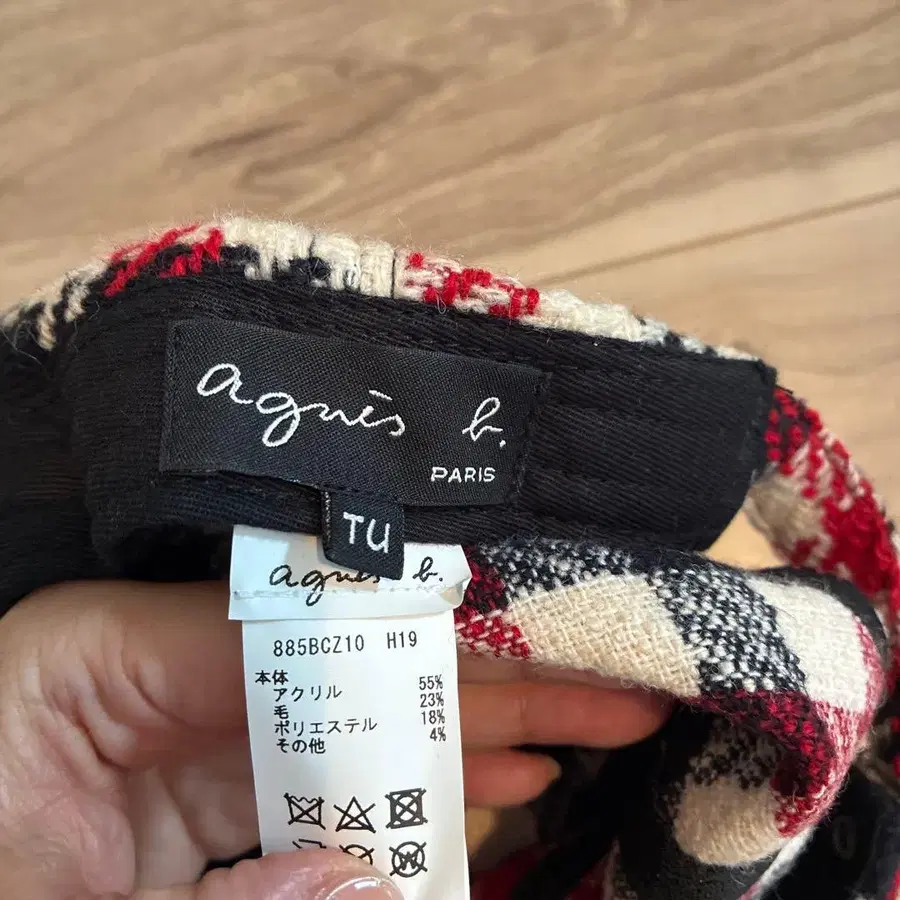 agnès b.
PARIS
TU
agnès b.
885BCZ10 H19
本体
アクリル 55%
毛 23%
ポリエステル 18%
その他 4%